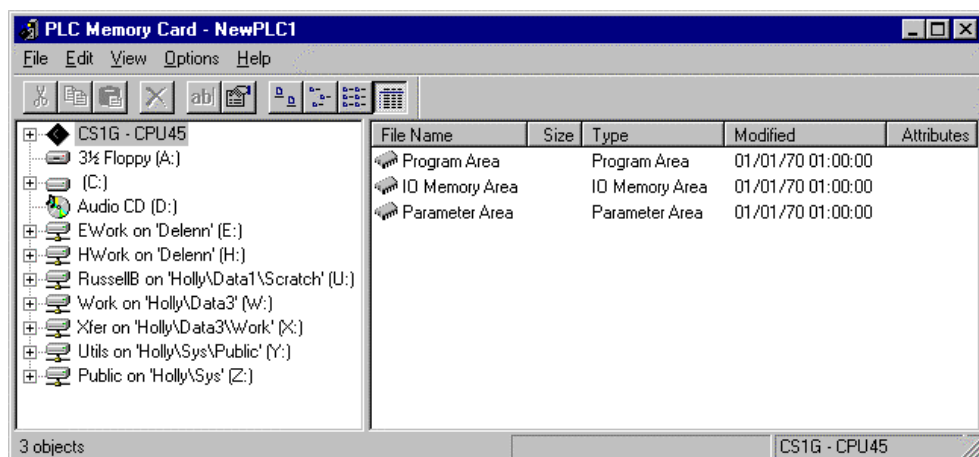 PLC Memory Card - NewPLC1
File Edit View Options Help
ab
CS1G - CPU45
3½ Floppy (A:)
(C:)
Audio CD (D:)
EWork on 'Delenn' (E:)
HWork on 'Delenn' (H:)
RussellB on 'Holly\Data1\Scratch' (U:)
Work on 'Holly\Data3' (W:)
Xfer on 'Holly\Data3\Work' (X:)
Utils on 'Holly\Sys\Public' (Y:)
Public on 'Holly\Sys' (Z:)
File Name Size Type Modified Attributes
Program Area Program Area 01/01/70 01:00:00
IO Memory Area IO Memory Area 01/01/70 01:00:00
Parameter Area Parameter Area 01/01/70 01:00:00
3 objects CS1G - CPU45